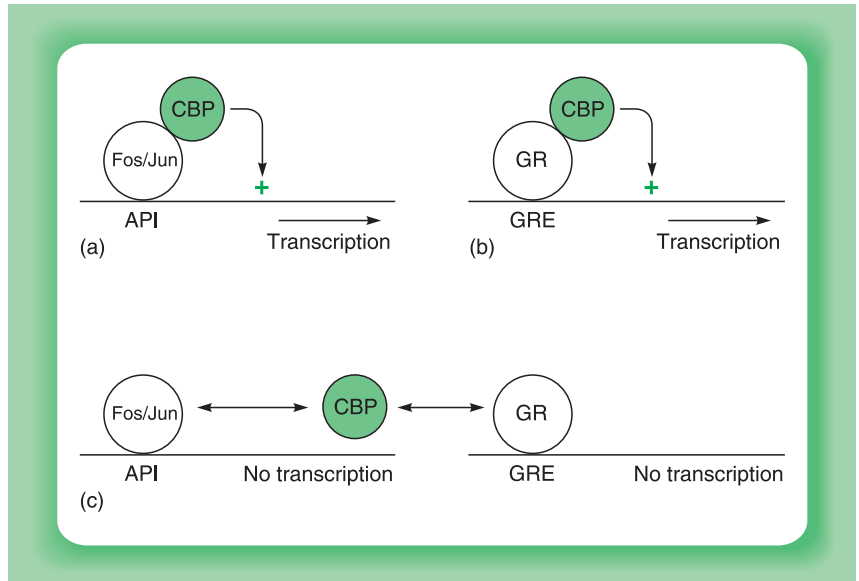 CBP
Fos/Jun
+
API
Transcription
(a)
CBP
GR
+
GRE
Transcription
(b)
Fos/Jun
CBP
GR
API
No transcription
GRE
No transcription
(c)